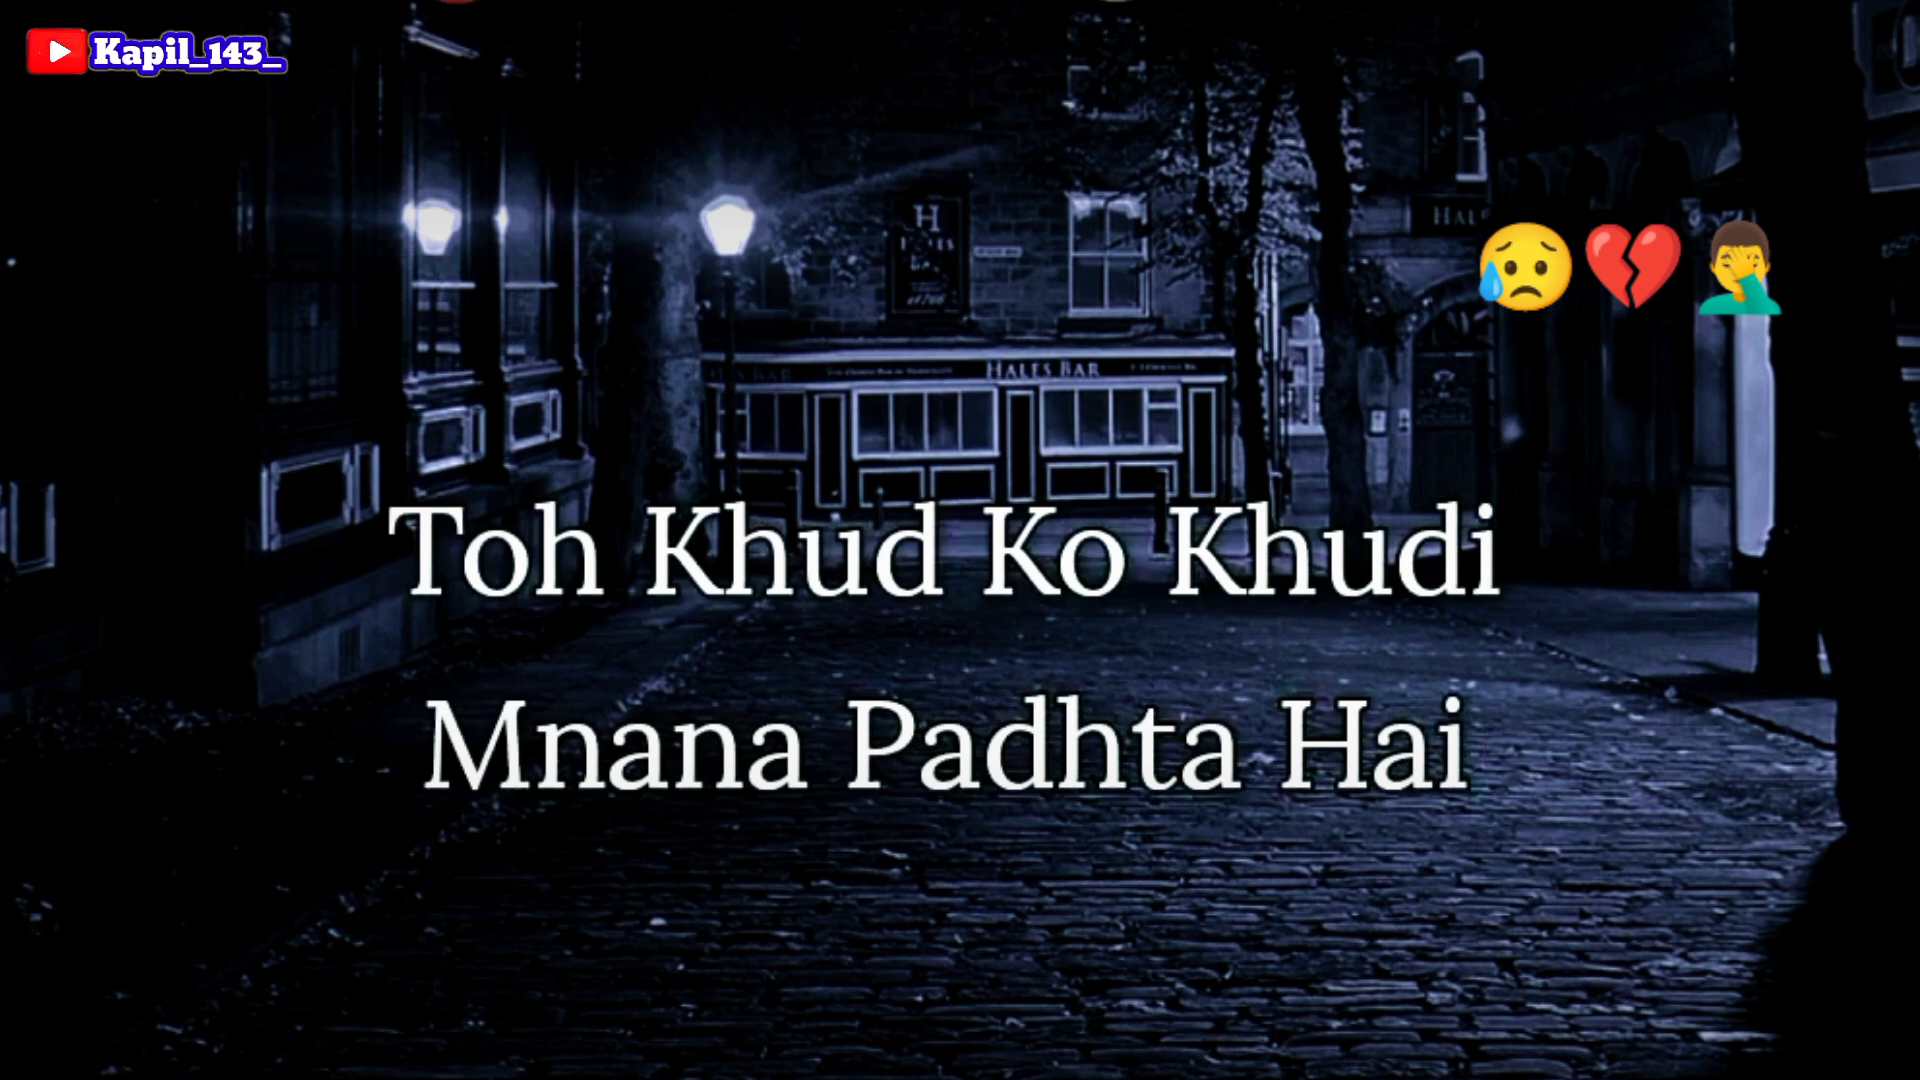 Kapil_143_
H
HALES BAR
Toh Khud Ko Khudi
Mnana Padhta Hai